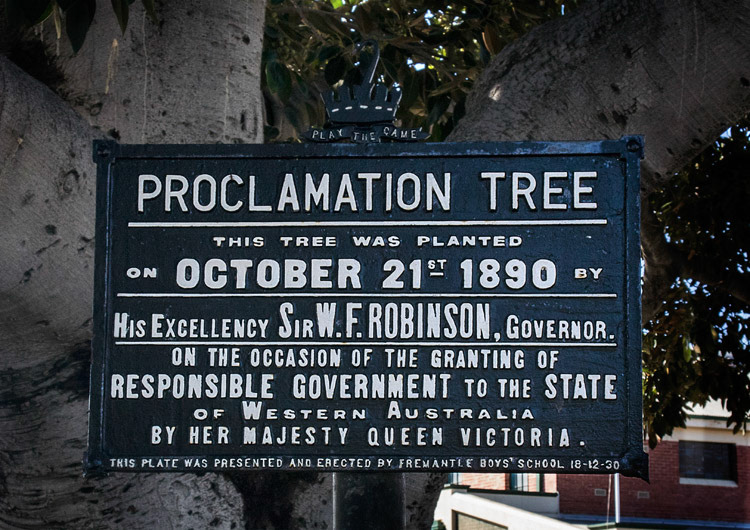 PLAY THE GAME
PROCLAMATION TREE
THIS TREE WAS PLANTED
ON OCTOBER 21ST 1890 BY
HIS EXCELLENCY SIR W. F. ROBINSON, GOVERNOR.
ON THE OCCASION OF THE GRANTING OF
RESPONSIBLE GOVERNMENT TO THE STATE
OF WESTERN AUSTRALIA
BY HER MAJESTY QUEEN VICTORIA.
THIS PLATE WAS PRESENTED AND ERECTED BY FREMANTLE BOYS' SCHOOL 18-12-30